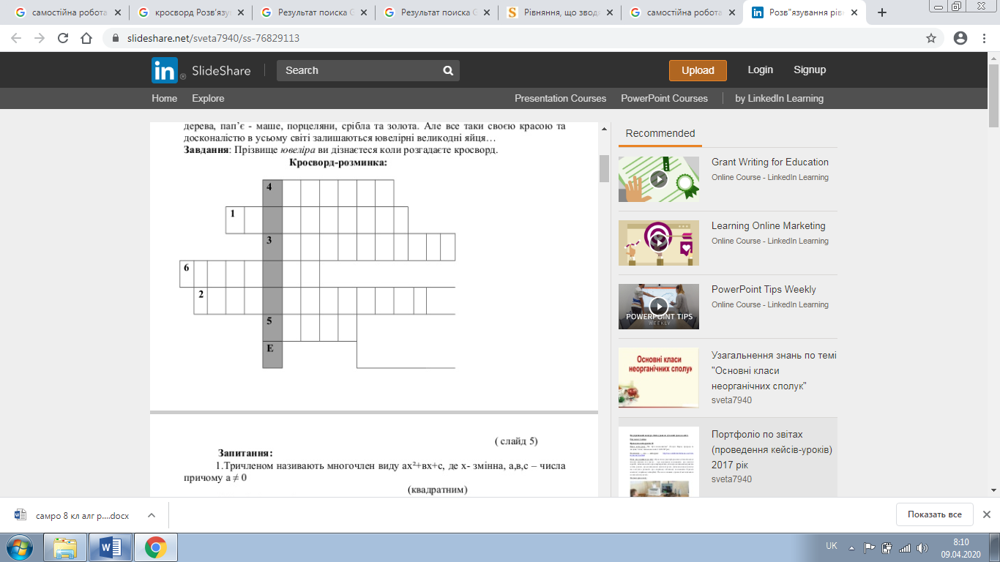 самостійна робота
кросворд Розв'язу
Результат поиска G
Результат поиска G
Рівняння, що зводя
самостійна робота
Розв"язування рів
slideshare.net/sveta7940/ss-76829113
in SlideShare
Search
Upload
Login
Signup
Home
Explore
Presentation Courses
PowerPoint Courses
by LinkedIn Learning
дерева, пап’є - маше, порцеляни, срібла та золота. Але все таки своєю красою та
досконалістю в усьому світі залишаються ювелірні великодні яйця…
Завдання: Прізвище ювеліра ви дізнаєтеся коли розгадаєте кросворд.
Кросворд-розминка:
4
1
3
6
2
5
Е
( слайд 5)
Запитання:
1.Тричленом називають многочлен виду ах²+вх+с, де х- змінна, а,в,с – числа
причому а ≠ 0
(квадратним)
Recommended
Grant Writing for Education
Online Course - LinkedIn Learning
Learning Online Marketing
Online Course - LinkedIn Learning
POWERPOINT TIPS
WEEKLY
PowerPoint Tips Weekly
Online Course - LinkedIn Learning
Основні класи
неорганічних сполук
Узагальнення знань по темі
"Основні класи
неорганічних сполук"
sveta7940
Портфоліо по звітах
(проведення кейсів-уроків)
2017 рік
sveta7940
самро 8 кл алг р....docx
Показать все
UK
8:10
09.04.2020